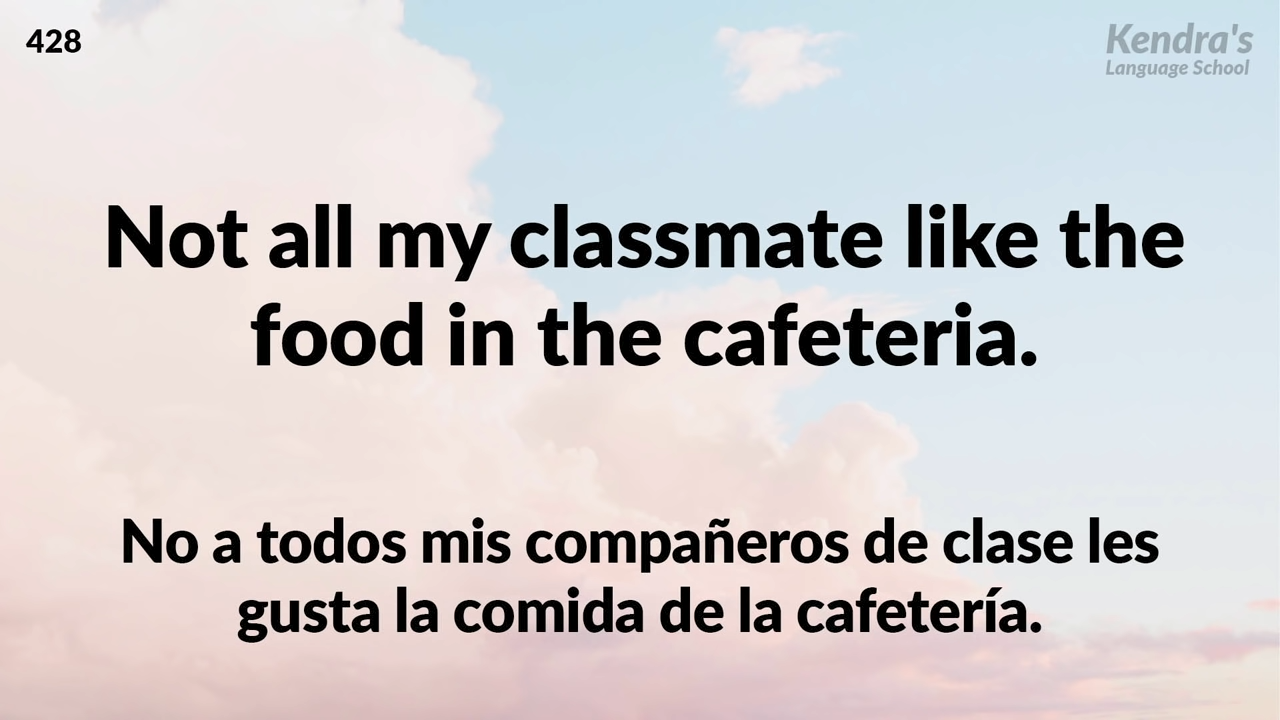 428
Kendra's
Language School
Not all my classmate like the
food in the cafeteria.
No a todos mis compañeros de clase les
gusta la comida de la cafetería.